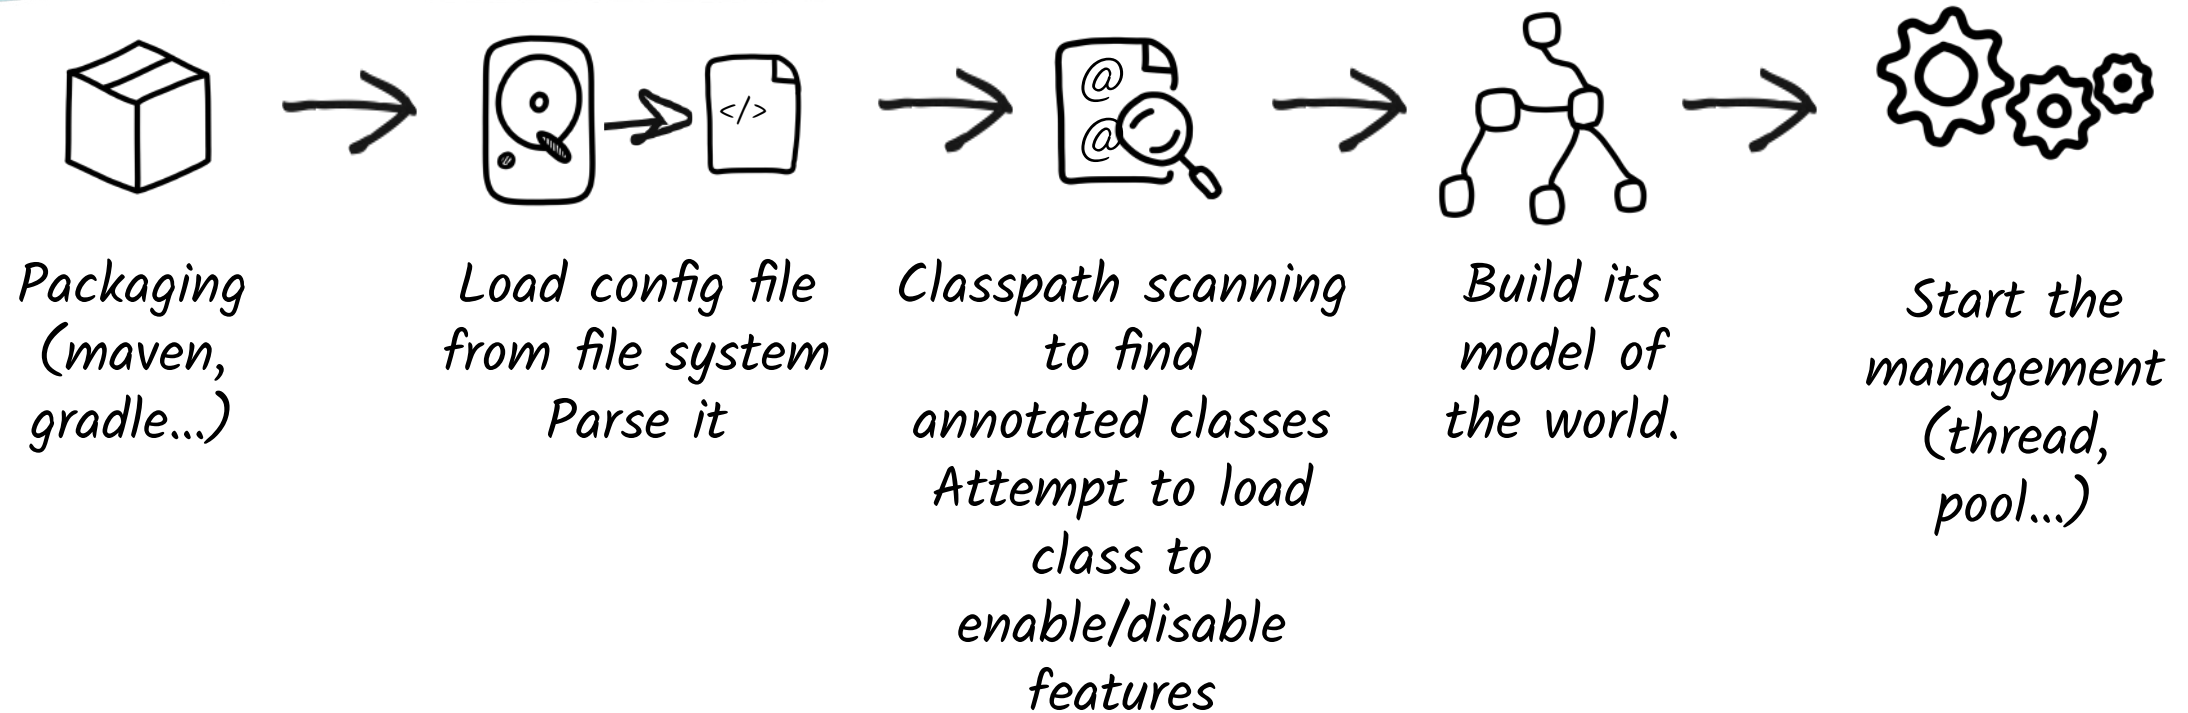 </>
@
@
Packaging
(maven,
gradle...)
Load config file
from file system
Parse it
Classpath scanning
to find
annotated classes
Attempt to load
class to
enable/disable
features
Build its
model of
the world.
Start the
management
(thread,
pool...)